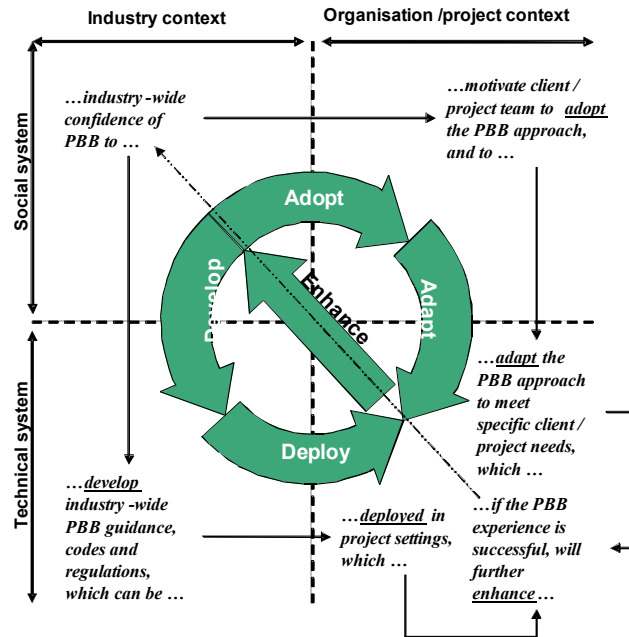 Industry context
Organisation /project context
Social system
Technical system
…industry -wide
confidence of
PBB to …
…motivate client /
project team to adopt
the PBB approach,
and to …
Adopt
Develop
Enhance
Adapt
Deploy
…adapt the
PBB approach
to meet
specific client /
project needs,
which …
…develop
industry -wide
PBB guidance,
codes and
regulations,
which can be …
…deployed in
project settings,
which …
…if the PBB
experience is
successful, will
further
enhance …